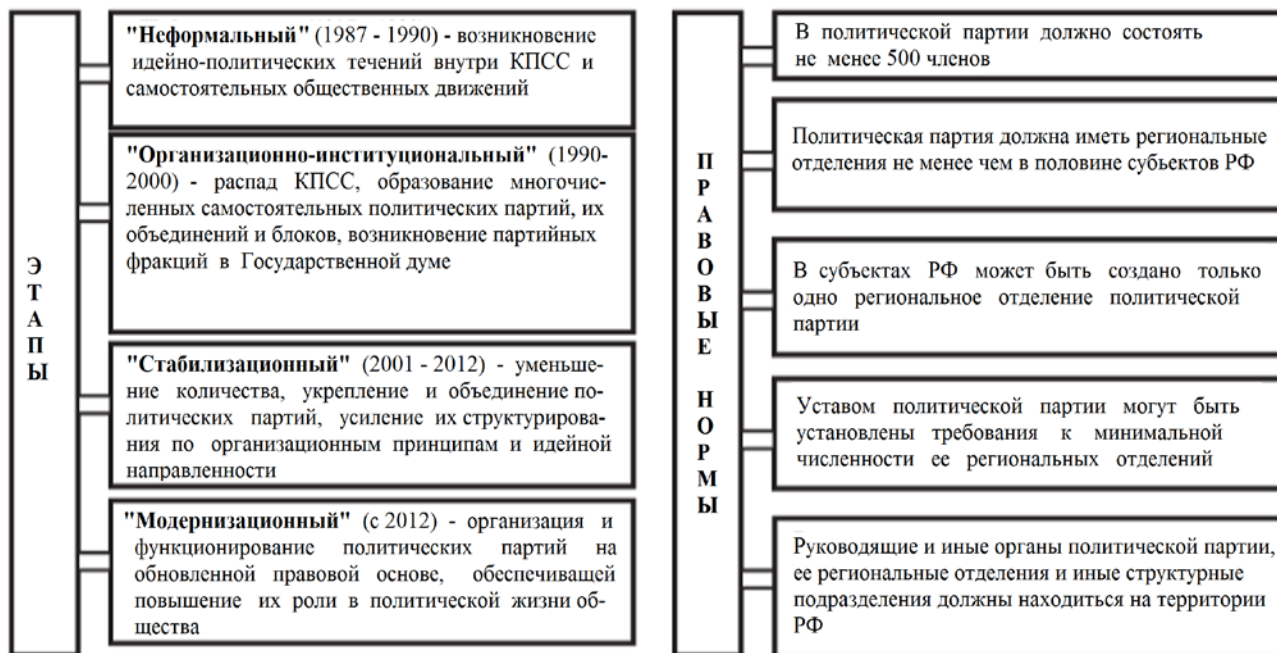 ЭТАПЫ
"Неформальный" (1987 - 1990) - возникновение
идейно-политических течений внутри КПСС и
самостоятельных общественных движений
"Организационно-институциональный" (1990-
2000) - распад КПСС, образование многочис-
ленных самостоятельных политических партий, их
объединений и блоков, возникновение партийных
фракций в Государственной думе
"Стабилизационный" (2001 - 2012) - уменьше-
ние количества, укрепление и объединение по-
литических партий, усиление их структурирова-
ния по организационным принципам и идейной
направленности
"Модернизационный" (с 2012) - организация и
функционирование политических партий на
обновленной правовой основе, обеспечиващей
повышение их роли в политической жизни об-
щества
ПРАВОВЫЕ НОРМЫ
В политической партии должно состоять
не менее 500 членов
Политическая партия должна иметь региональные
отделения не менее чем в половине субъектов РФ
В субъектах РФ может быть создано только
одно региональное отделение политической
партии
Уставом политической партии могут быть
установлены требования к минимальной
численности ее региональных отделений
Руководящие и иные органы политической партии,
ее региональные отделения и иные структурные
подразделения должны находиться на территории
РФ